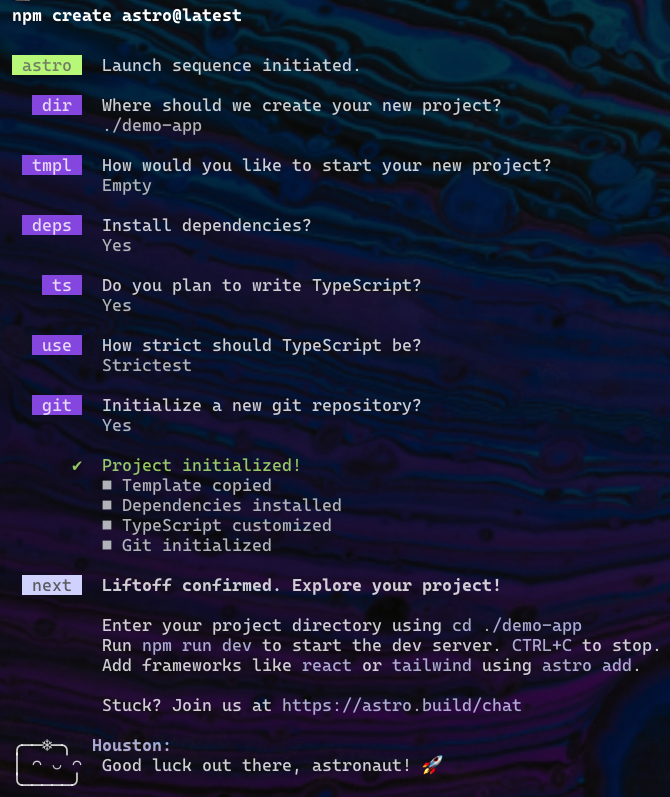 npm create astro@latest
astro Launch sequence initiated.
dir Where should we create your new project?
./demo-app
tmpl How would you like to start your new project?
Empty
deps Install dependencies?
Yes
ts Do you plan to write TypeScript?
Yes
use How strict should TypeScript be?
Strictest
git Initialize a new git repository?
Yes
✔ Project initialized!
■ Template copied
■ Dependencies installed
■ TypeScript customized
■ Git initialized
next Liftoff confirmed. Explore your project!
Enter your project directory using cd ./demo-app
Run npm run dev to start the dev server. CTRL+C to stop.
Add frameworks like react or tailwind using astro add.
Stuck? Join us at https://astro.build/chat
Houston:
Good luck out there, astronaut! 🚀